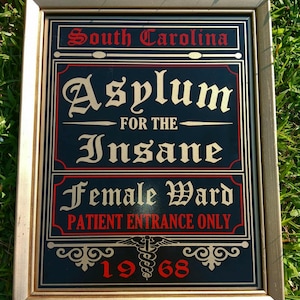 South Carolina
Asylum
FOR THE
Insane
Female Ward
PATIENT ENTRANCE ONLY
1968